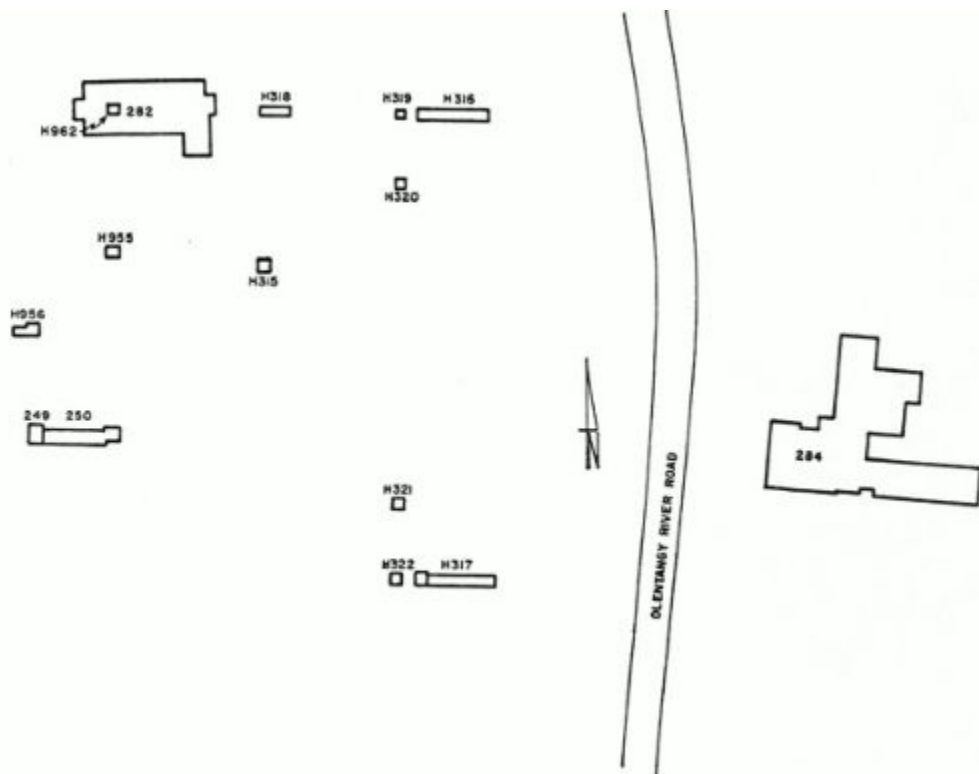 H318
H319
H316
282
H962
H320
H955
H315
H956
249
250
284
H321
H322
H317
OLENTANGY RIVER ROAD